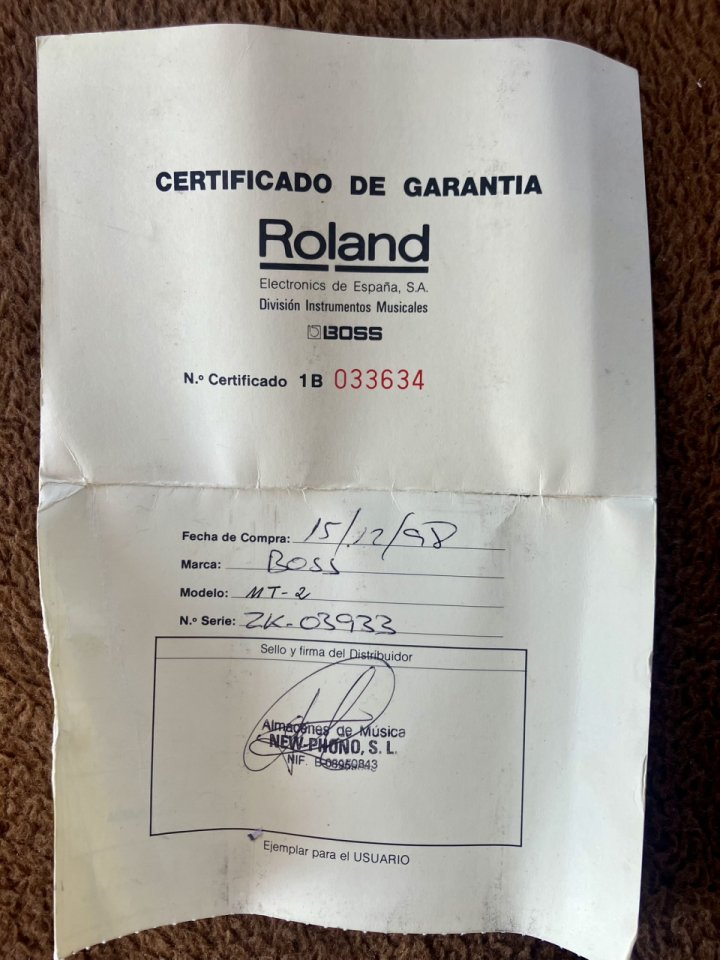 CERTIFICADO DE GARANTIA
Roland
Electronics de España, S.A.
División Instrumentos Musicales
BOSS
N.º Certificado 1B 033634
Fecha de Compra: 15/12/98
Marca: BOSS
Modelo: MT-2
N.º Serie: ZK-03933
Sello y firma del Distribuidor
Almacenes de Música
NEW-PHONO, S. L.
NIF.
Ejemplar para el USUARIO